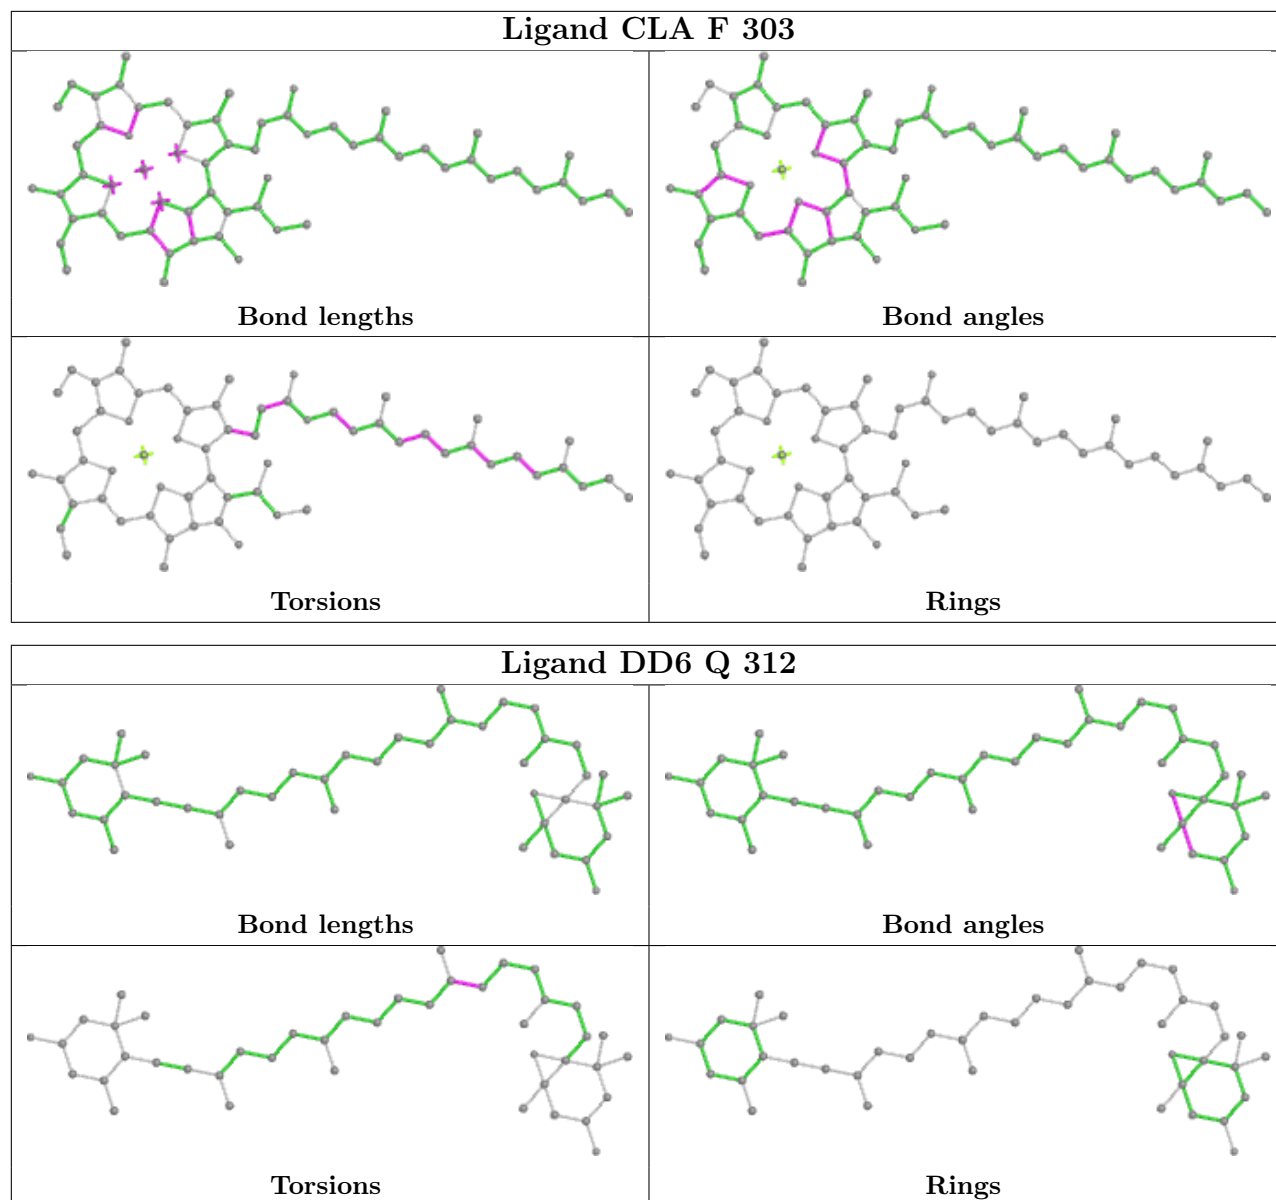 Ligand CLA F 303
Bond lengths
Bond angles
Torsions
Rings
Ligand DD6 Q 312
Bond lengths
Bond angles
Torsions
Rings